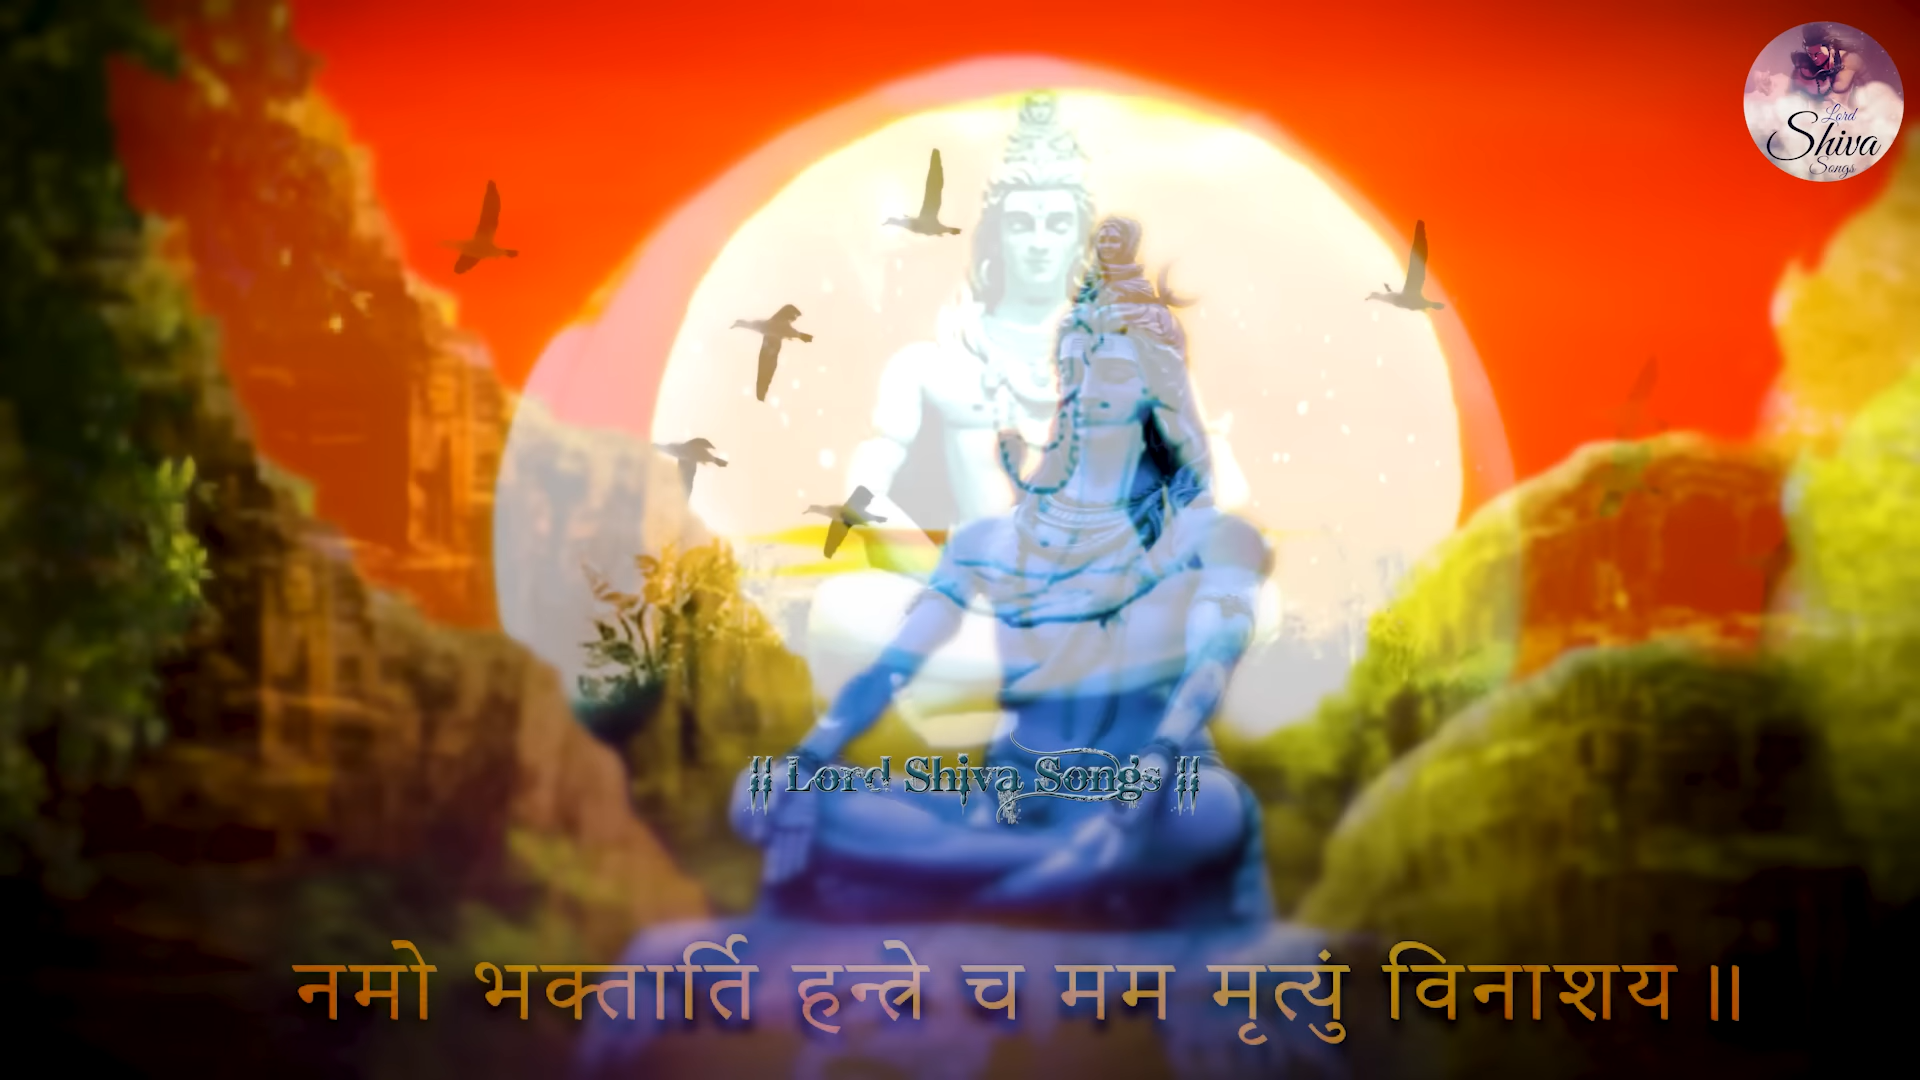 Lord
Shiva
Songs
|| Lord Shiva Songs ||
नमो भक्तार्ति हन्त्रे च मम मृत्युं विनाशय ॥